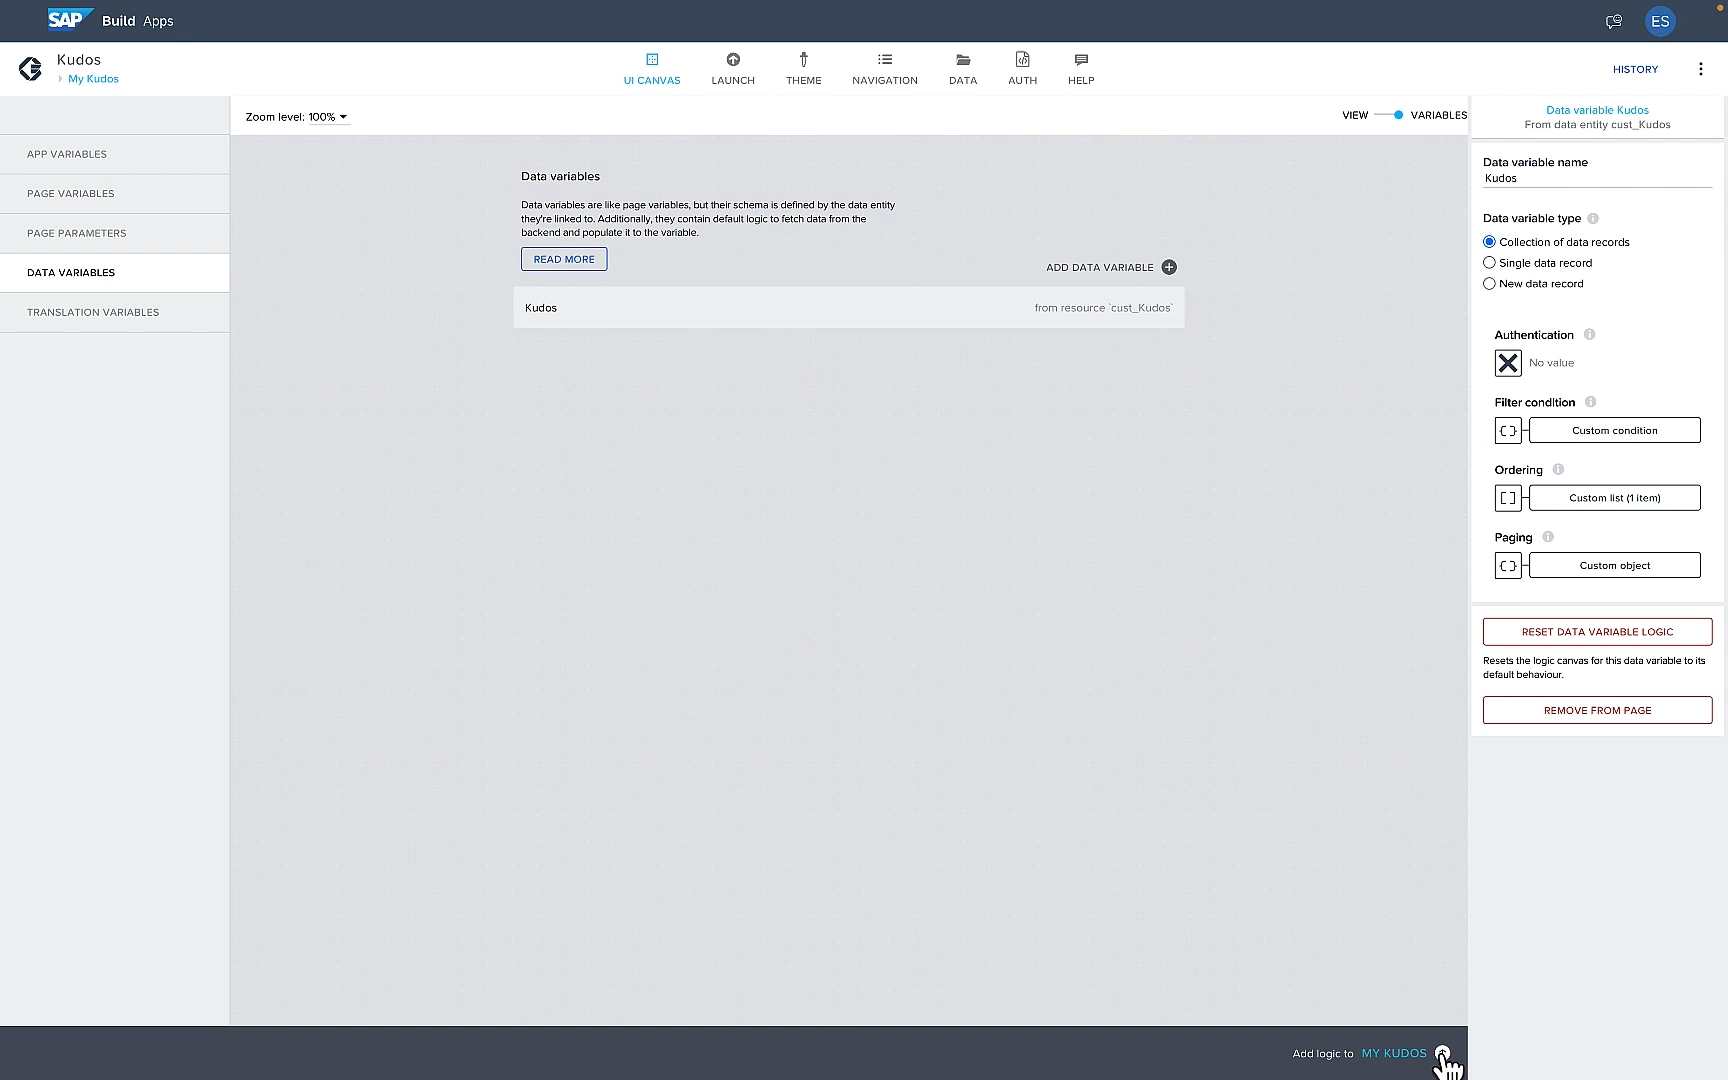 SAP Build Apps
ES
Kudos
My Kudos
UI CANVAS
LAUNCH
THEME
NAVIGATION
DATA
AUTH
HELP
HISTORY
APP VARIABLES
PAGE VARIABLES
PAGE PARAMETERS
DATA VARIABLES
TRANSLATION VARIABLES
Zoom level: 100%
VIEW
VARIABLES
Data variables
Data variables are like page variables, but their schema is defined by the data entity
they're linked to. Additionally, they contain default logic to fetch data from the
backend and populate it to the variable.
READ MORE
ADD DATA VARIABLE
Kudos
from resource `cust_Kudos`
Data variable Kudos
From data entity cust_Kudos
Data variable name
Kudos
Data variable type
Collection of data records
Single data record
New data record
Authentication
No value
Filter condition
Custom condition
Ordering
Custom list (1 item)
Paging
Custom object
RESET DATA VARIABLE LOGIC
Resets the logic canvas for this data variable to its
default behaviour.
REMOVE FROM PAGE
Add logic to MY KUDOS